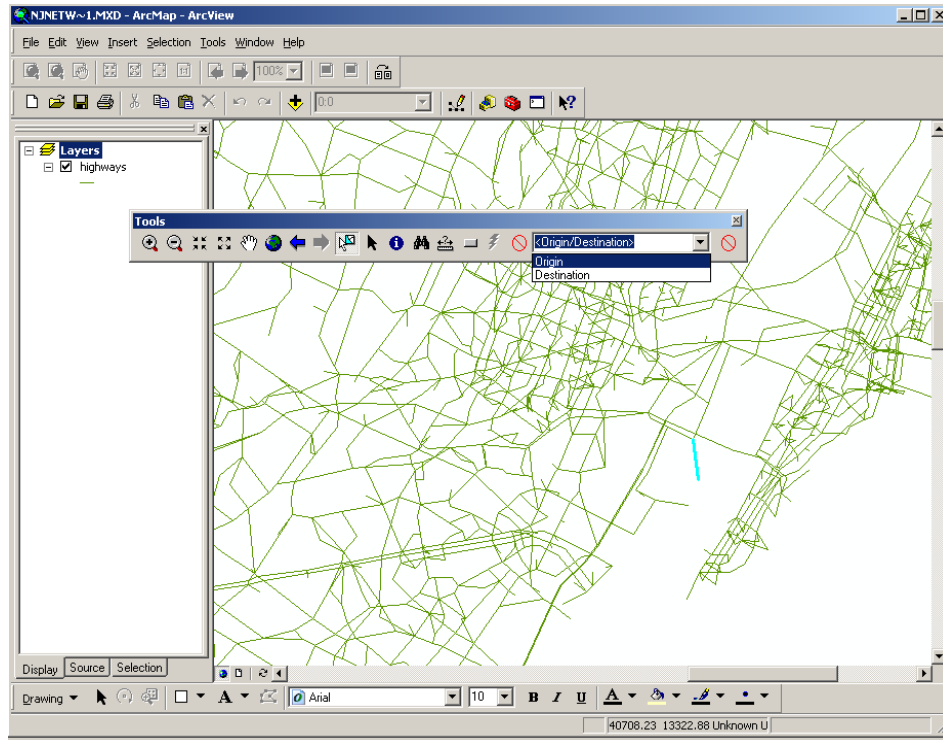 NJNETW~1.MXD - ArcMap - ArcView
File Edit View Insert Selection Tools Window Help
100%
0:0
Layers
highways
Tools
<Origin/Destination>
Origin
Destination
Display Source Selection
Drawing A Arial 10 B I U A
40708.23 13322.88 Unknown U